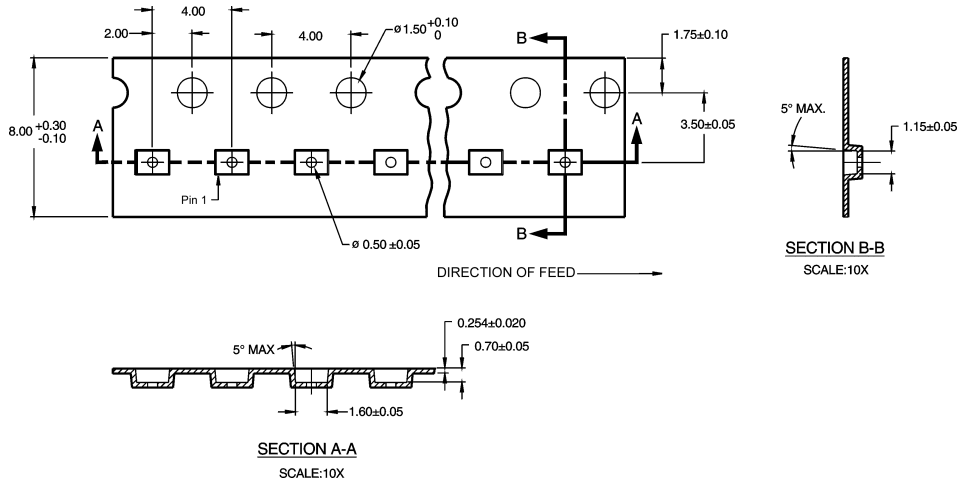 4.00
2.00
4.00
ø 1.50 +0.10
0
B
1.75±0.10
8.00 +0.30
-0.10
A
A
3.50±0.05
5° MAX.
1.15±0.05
Pin 1
B
ø 0.50 ±0.05
SECTION B-B
SCALE:10X
DIRECTION OF FEED
0.254±0.020
5° MAX
0.70±0.05
1.60±0.05
SECTION A-A
SCALE:10X